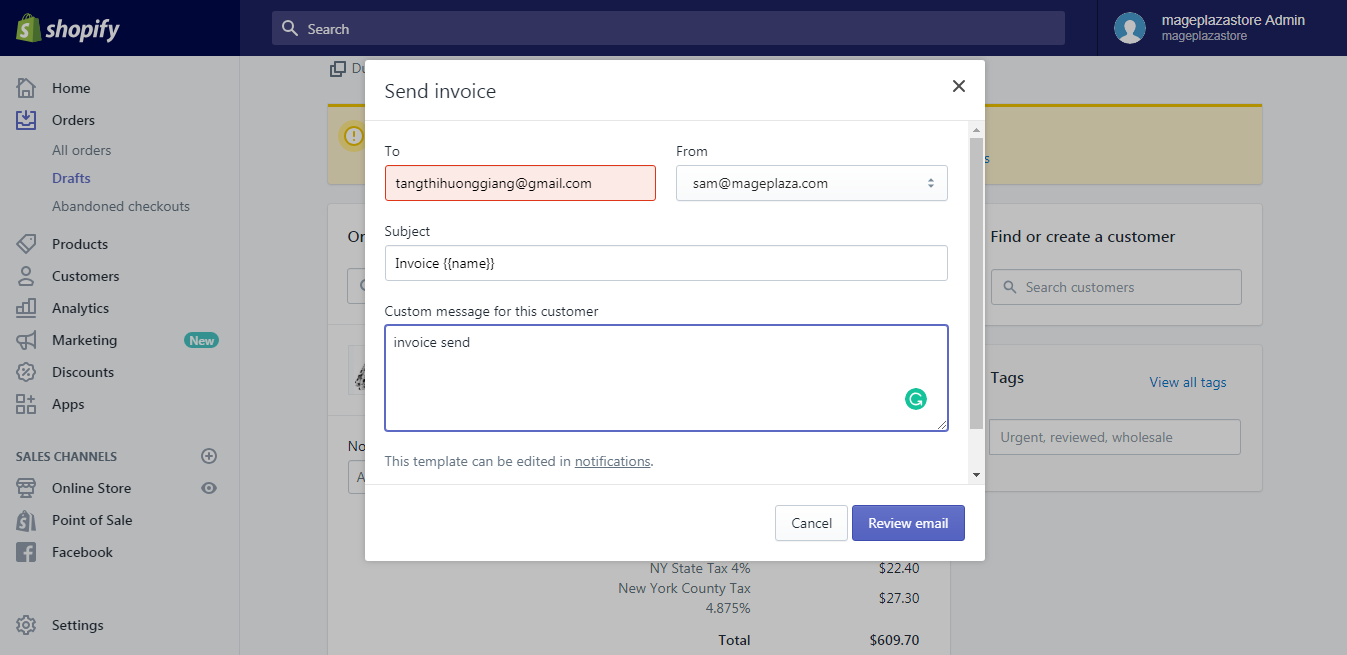 shopify
Search
mageplazastore Admin
mageplazastore
Home
Orders
All orders
Drafts
Abandoned checkouts
Products
Customers
Analytics
Marketing
New
Discounts
Apps
SALES CHANNELS
Online Store
Point of Sale
Facebook
Settings
Send invoice
To
From
tangthihuonggiang@gmail.com
sam@mageplaza.com
Subject
Invoice {{name}}
Custom message for this customer
invoice send
This template can be edited in notifications.
Cancel
Review email
Find or create a customer
Search customers
Tags
View all tags
Urgent, reviewed, wholesale
NY State Tax 4%
$22.40
New York County Tax
4.875%
$27.30
Total
$609.70